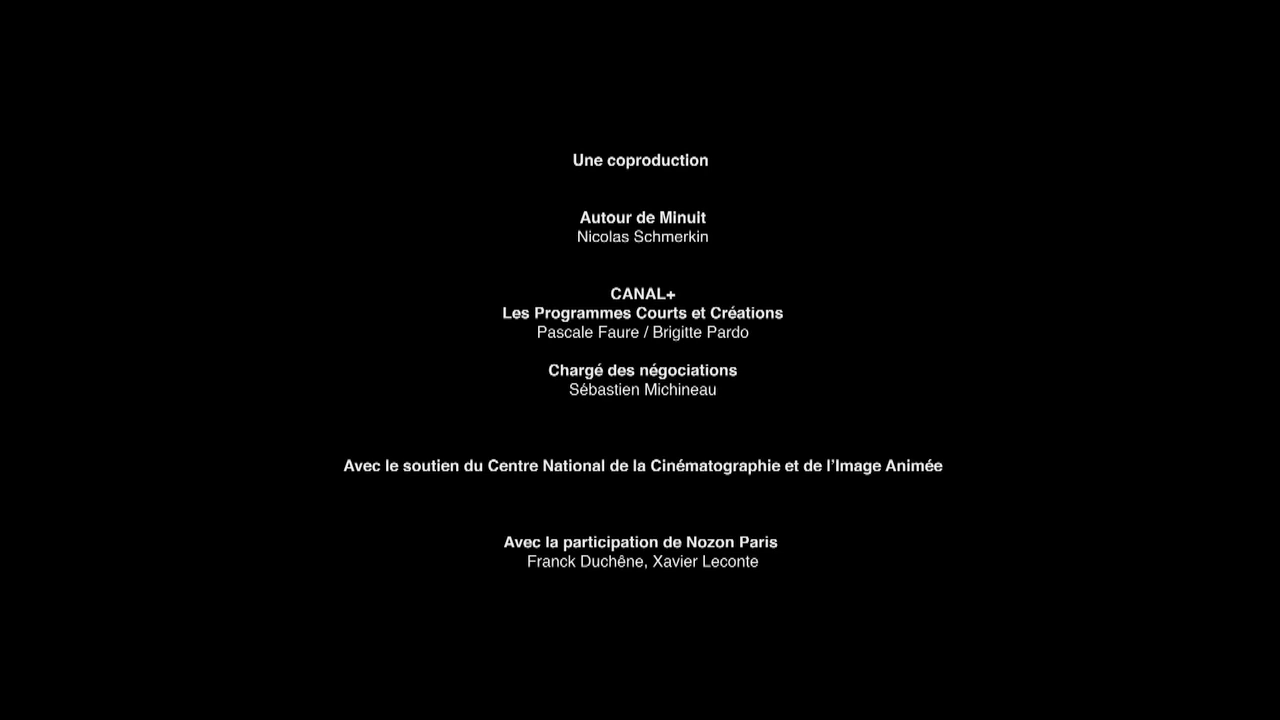 Une coproduction
Autour de Minuit
Nicolas Schmerkin
CANAL+
Les Programmes Courts et Créations
Pascale Faure / Brigitte Pardo
Chargé des négociations
Sébastien Michineau
Avec le soutien du Centre National de la Cinématographie et de l’Image Animée
Avec la participation de Nozon Paris
Franck Duchêne, Xavier Leconte